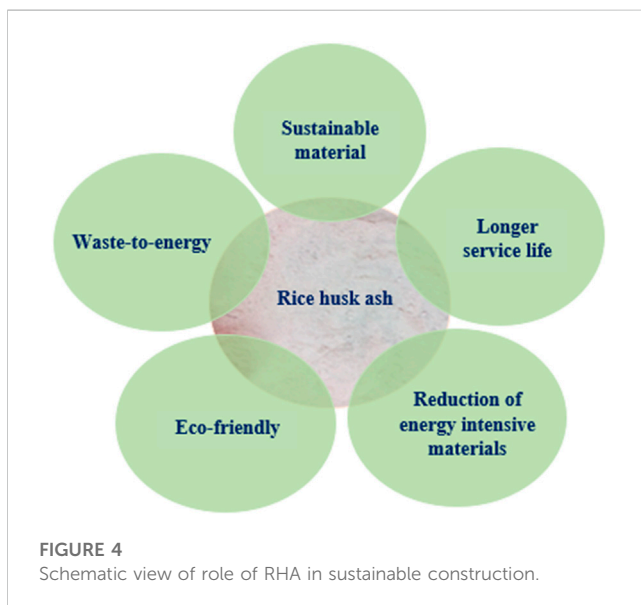 Sustainable
material
Waste-to-energy
Longer
service life
Rice husk ash
Eco-friendly
Reduction of
energy intensive
materials
FIGURE 4
Schematic view of role of RHA in sustainable construction.